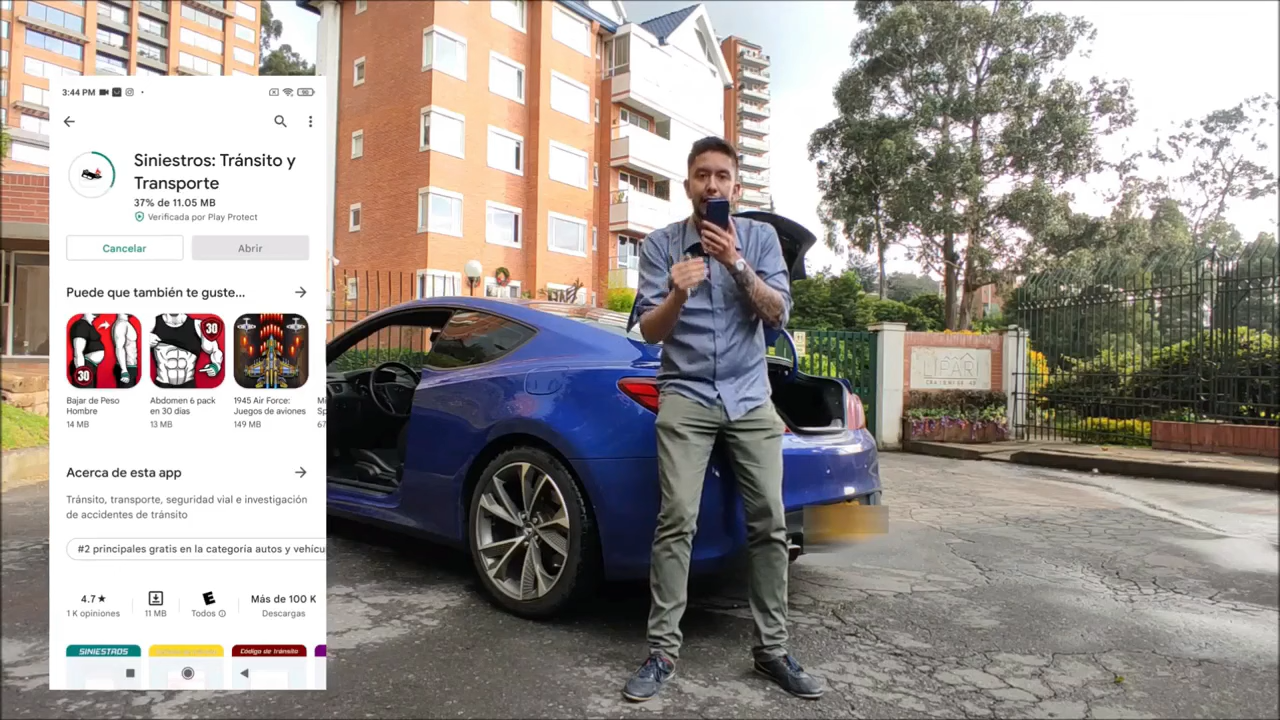 3:44 PM
Siniestros: Tránsito y
Transporte
37% de 11.05 MB
Verificada por Play Protect
Cancelar
Abrir
Puede que también te guste...
30
30
Bajar de Peso
Hombre
14 MB
Abdomen 6 pack
en 30 días
13 MB
1945 Air Force:
Juegos de aviones
149 MB
Mi
Sp
67
Acerca de esta app
Tránsito, transporte, seguridad vial e investigación
de accidentes de tránsito
#2 principales gratis en la categoría autos y vehícu
4.7★
1 K opiniones
11 MB
E
Todos
Más de 100 K
Descargas
SINIESTROS
Código de tránsito
LIPARI